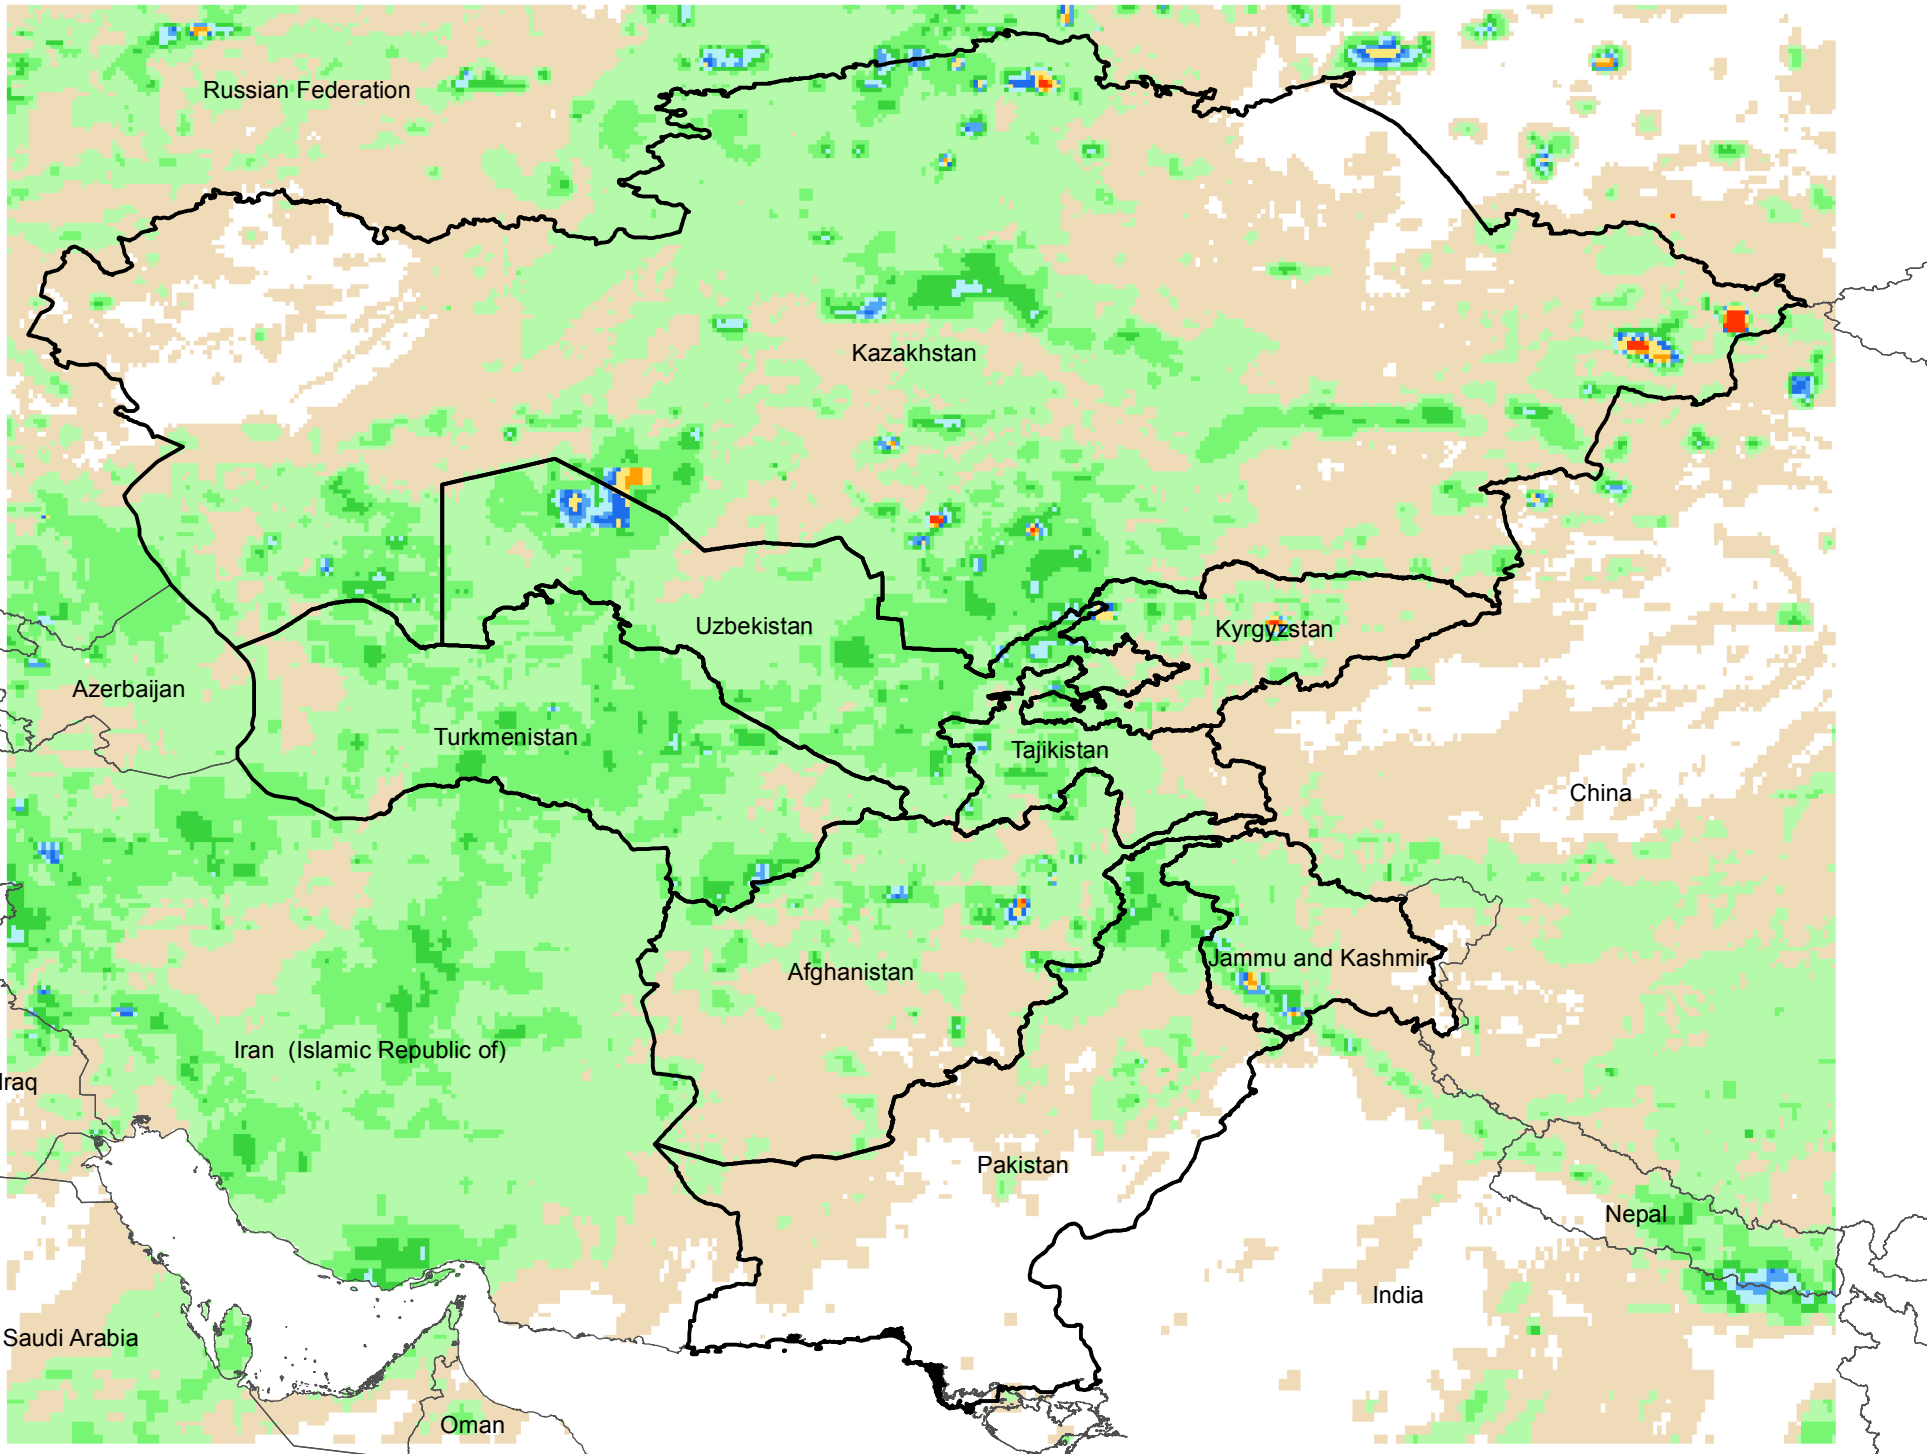 Russian Federation
Kazakhstan
Uzbekistan
Kyrgyzstan
Azerbaijan
Turkmenistan
Tajikistan
China
Jammu and Kashmir
Afghanistan
Iran  (Islamic Republic of)
Iraq
Pakistan
Nepal
India
Saudi Arabia
Oman